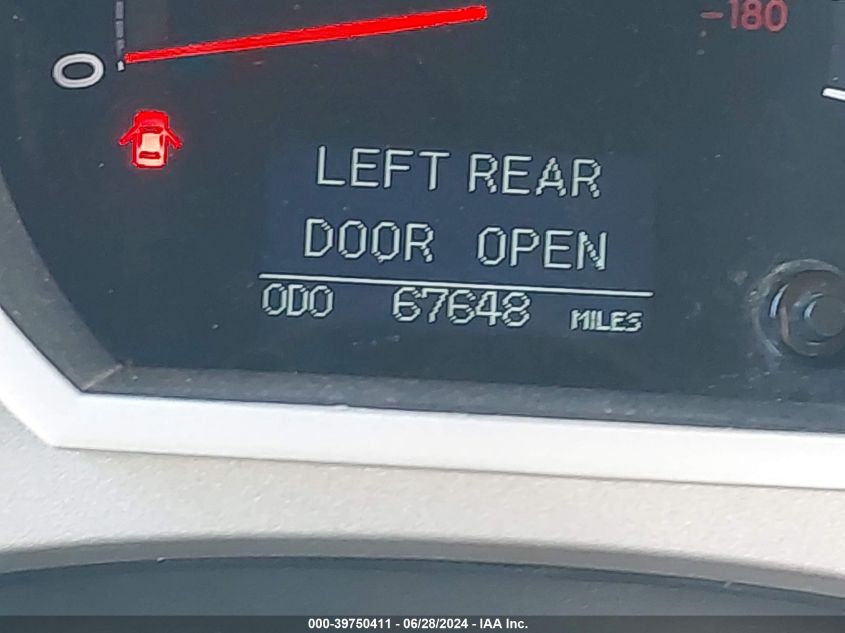 -180
0
LEFT REAR
DOOR OPEN
ODO 67648 MILES
000-39750411 - 06/28/2024 - IAA Inc.